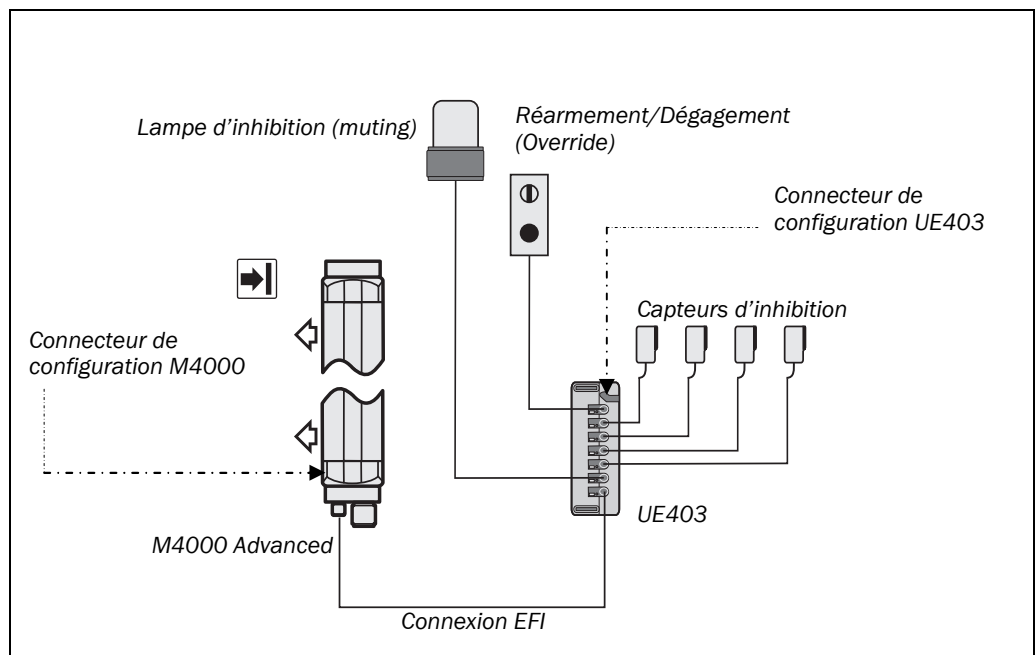 Lampe d'inhibition (muting)
Réarmement/Dégagement
(Override)
Connecteur de
configuration UE403
Capteurs d'inhibition
Connecteur de
configuration M4000
UE403
M4000 Advanced
Connexion EFI